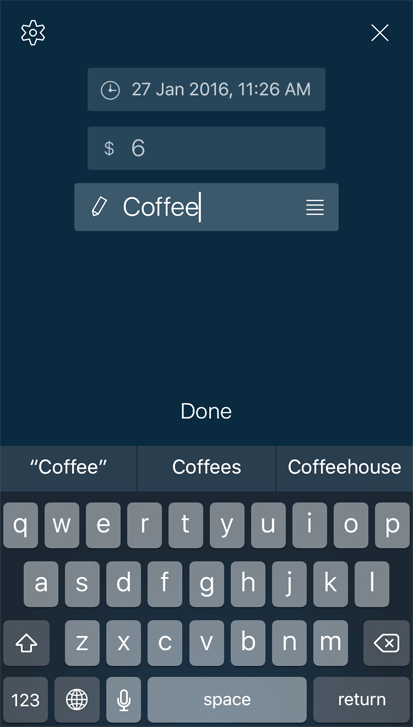 27 Jan 2016, 11:26 AM
$ 6
Coffee
Done
“Coffee” Coffees Coffeehouse
q w e r t y u i o p
a s d f g h j k l
z x c v b n m
123 space return